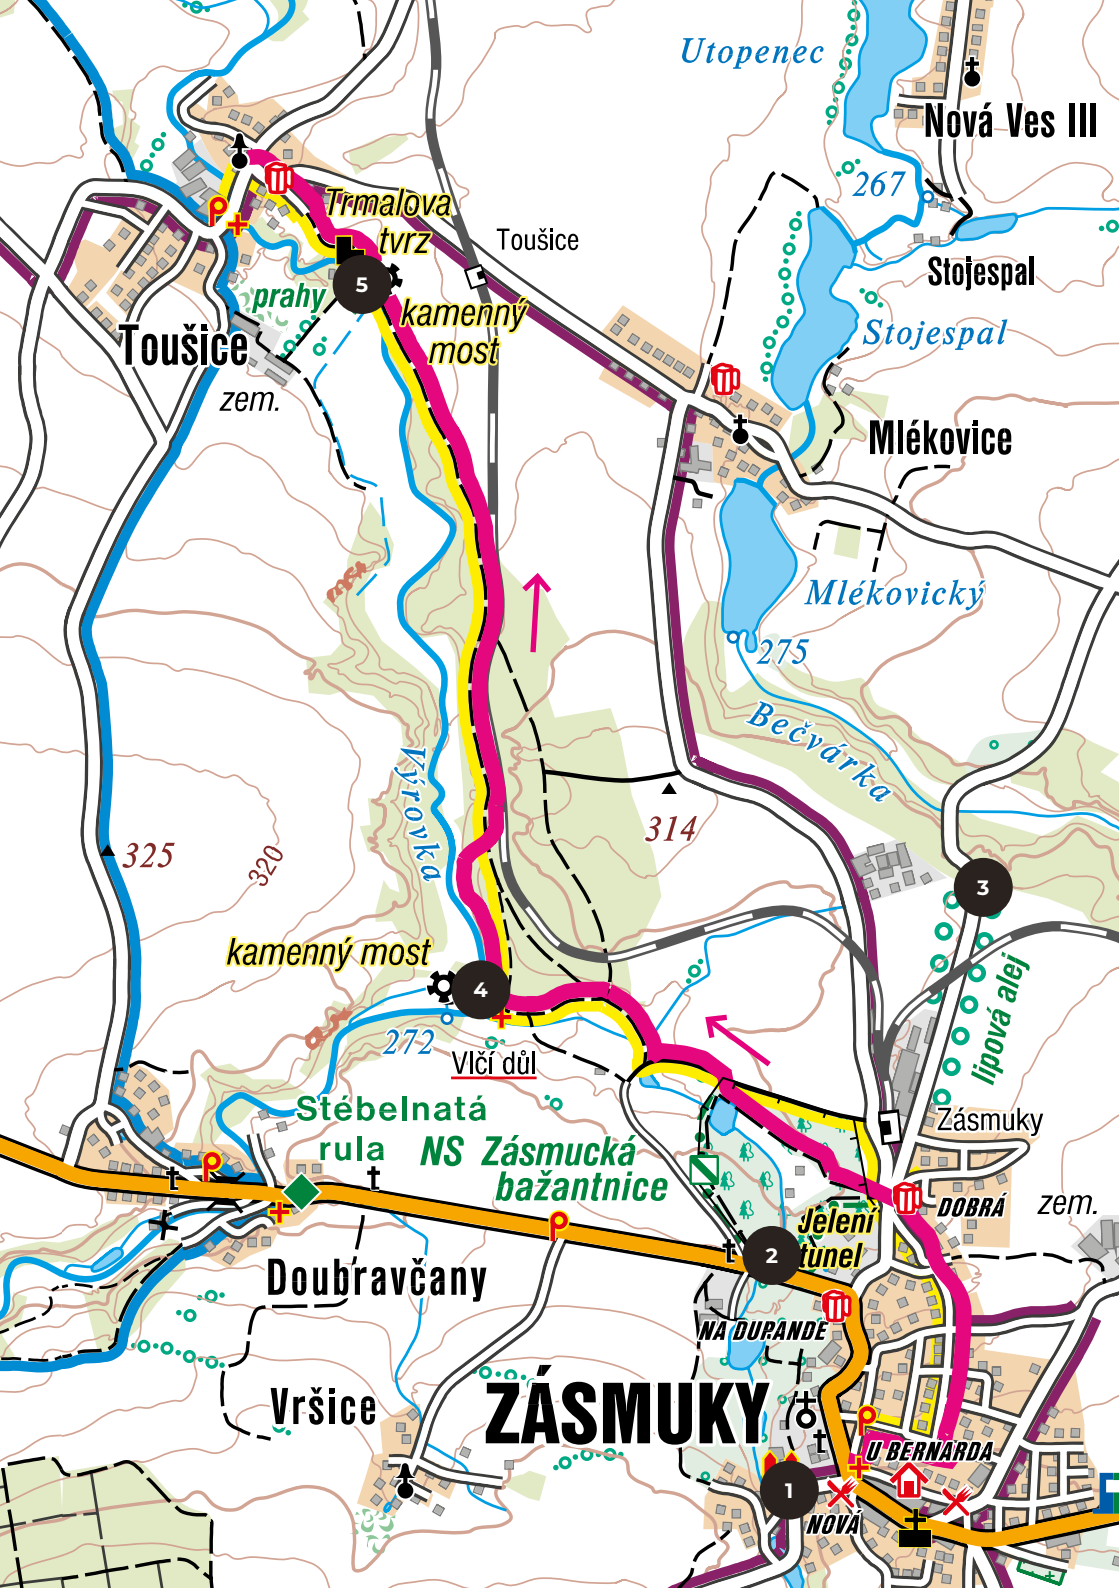 Utopenec
Nová Ves III
267
Trmalova
tvrz
Toušice
Stojespal
5
prahy
kamenný
most
Stojespal
Toušice
zem.
Mlékovice
Mlékovický
275
Bečvárka
Výrovka
314
325
320
3
kamenný most
4
lipová alej
272
Vlčí důl
Stébelnatá
rula
NS Zásmucká
bažantnice
Zásmuky
DOBRÁ
zem.
Jelení
tunel
2
Doubravčany
NA DUPANDE
Vršice
ZÁSMUKY
U BERNARDA
1
NOVÁ